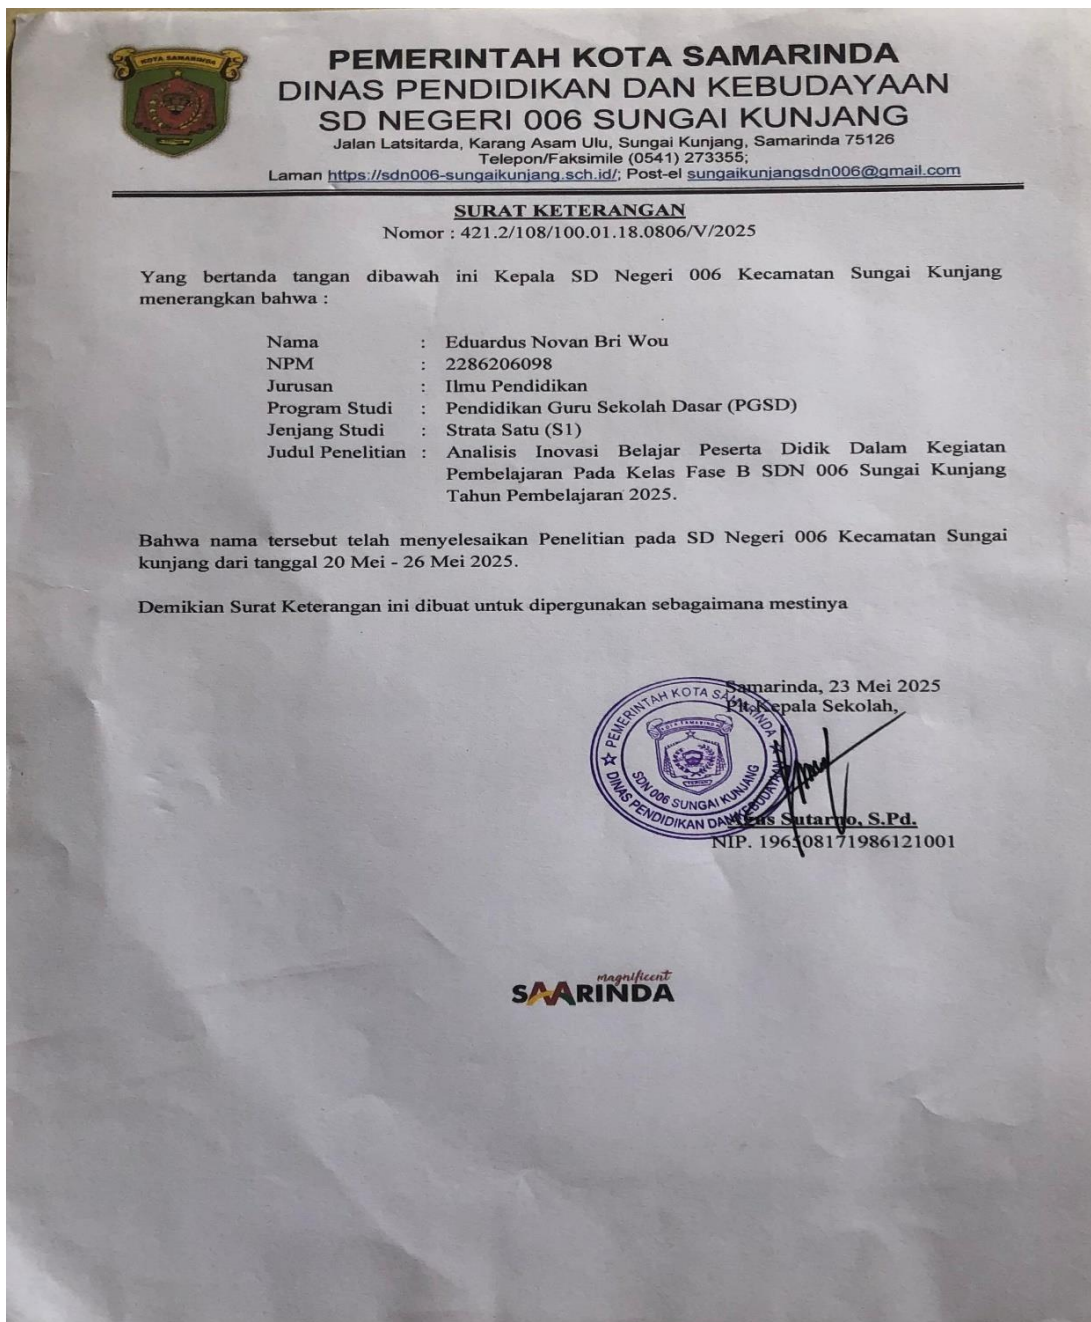 KOTA SAMARINDA
PEMERINTAH KOTA SAMARINDA
DINAS PENDIDIKAN DAN KEBUDAYAAN
SD NEGERI 006 SUNGAI KUNJANG
Jalan Latsitarda, Karang Asam Ulu, Sungai Kunjang, Samarinda 75126
Telepon/Faksimile (0541) 273355;
Laman https://sdn006-sungaikunjang.sch.id/; Post-el sungaikunjangsdn006@gmail.com
SURAT KETERANGAN
Nomor : 421.2/108/100.01.18.0806/V/2025
Yang bertanda tangan dibawah ini Kepala SD Negeri 006 Kecamatan Sungai Kunjang
menerangkan bahwa :
Nama : Eduardus Novan Bri Wou
NPM : 2286206098
Jurusan : Ilmu Pendidikan
Program Studi : Pendidikan Guru Sekolah Dasar (PGSD)
Jenjang Studi : Strata Satu (S1)
Judul Penelitian : Analisis Inovasi Belajar Peserta Didik Dalam Kegiatan
Pembelajaran Pada Kelas Fase B SDN 006 Sungai Kunjang
Tahun Pembelajaran 2025.
Bahwa nama tersebut telah menyelesaikan Penelitian pada SD Negeri 006 Kecamatan Sungai
kunjang dari tanggal 20 Mei - 26 Mei 2025.
Demikian Surat Keterangan ini dibuat untuk dipergunakan sebagaimana mestinya
Samarinda, 23 Mei 2025
Plt.Kepala Sekolah,
PEMERINTAH KOTA SAMARINDA
SDN 006 SUNGAI KUNJANG
DINAS PENDIDIKAN DAN KEBUDAYAAN
Agus Sutarno, S.Pd.
NIP. 196508171986121001
magnificent
SAARINDA